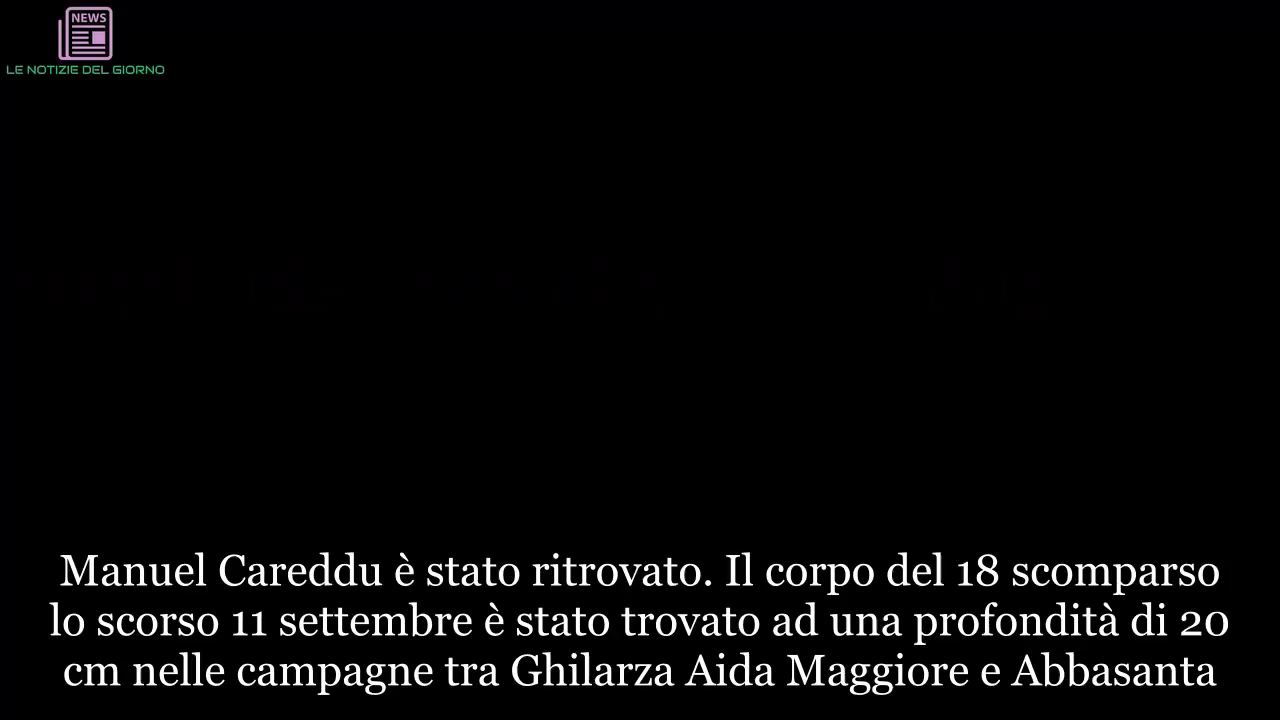 NEWS
LE NOTIZIE DEL GIORNO
Manuel Careddu è stato ritrovato. Il corpo del 18 scomparso
lo scorso 11 settembre è stato trovato ad una profondità di 20
cm nelle campagne tra Ghilarza Aida Maggiore e Abbasanta